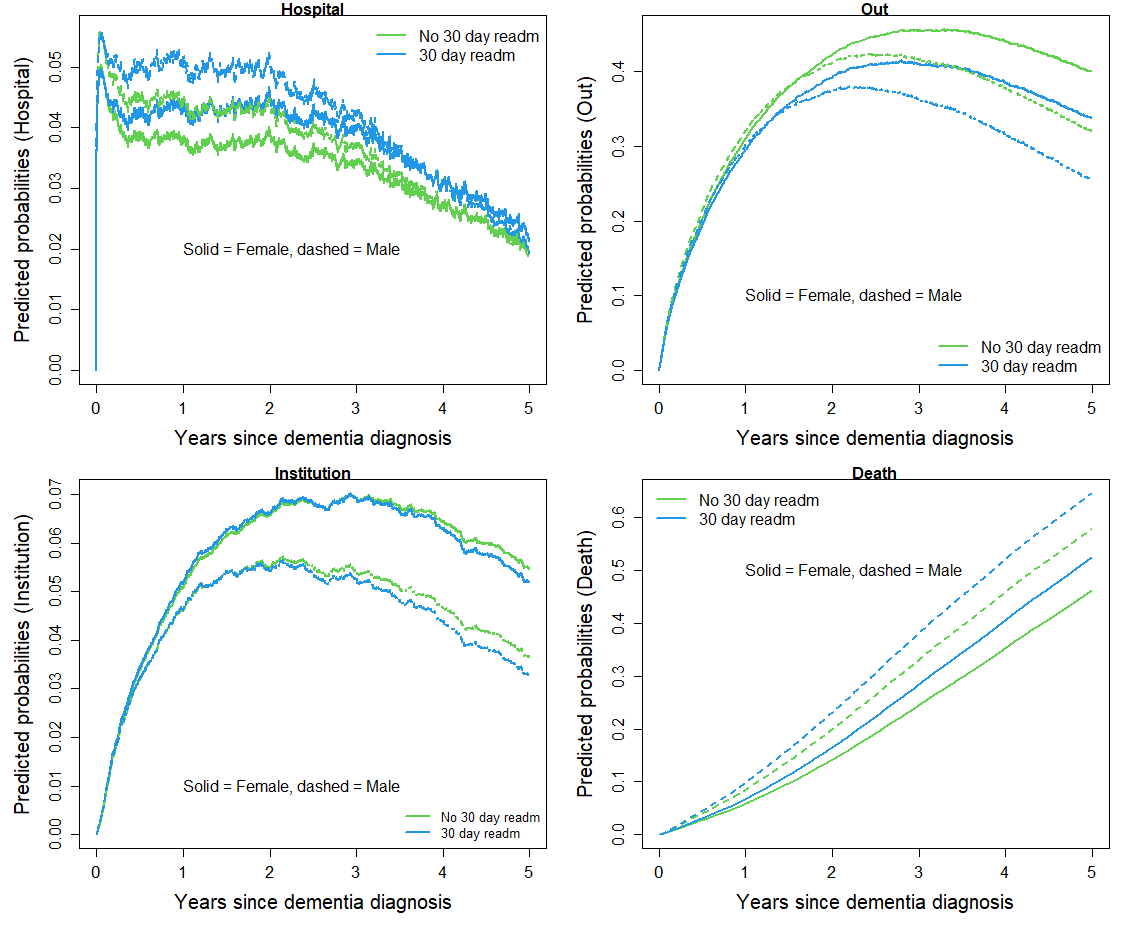 Hospital
Predicted probabilities (Hospital)
0.00 0.01 0.02 0.03 0.04 0.05
No 30 day readm
30 day readm
Solid = Female, dashed = Male
0 1 2 3 4 5
Years since dementia diagnosis
Out
Predicted probabilities (Out)
0.0 0.1 0.2 0.3 0.4
Solid = Female, dashed = Male
No 30 day readm
30 day readm
0 1 2 3 4 5
Years since dementia diagnosis
Institution
Predicted probabilities (Institution)
0.00 0.01 0.02 0.03 0.04 0.05 0.06 0.07
Solid = Female, dashed = Male
No 30 day readm
30 day readm
0 1 2 3 4 5
Years since dementia diagnosis
Death
Predicted probabilities (Death)
0.0 0.1 0.2 0.3 0.4 0.5 0.6
No 30 day readm
30 day readm
Solid = Female, dashed = Male
0 1 2 3 4 5
Years since dementia diagnosis